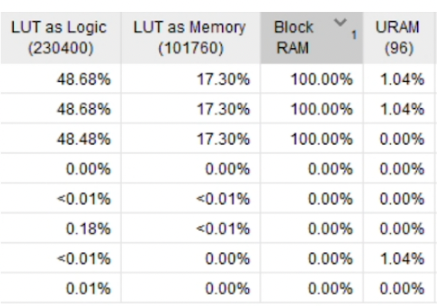 LUT as Logic (230400) LUT as Memory (101760) Block RAM 1 URAM (96)
48.68% 17.30% 100.00% 1.04%
48.68% 17.30% 100.00% 1.04%
48.48% 17.30% 100.00% 0.00%
0.00% 0.00% 0.00% 0.00%
<0.01% <0.01% 0.00% 0.00%
0.18% <0.01% 0.00% 0.00%
<0.01% 0.00% 0.00% 1.04%
0.01% 0.00% 0.00% 0.00%